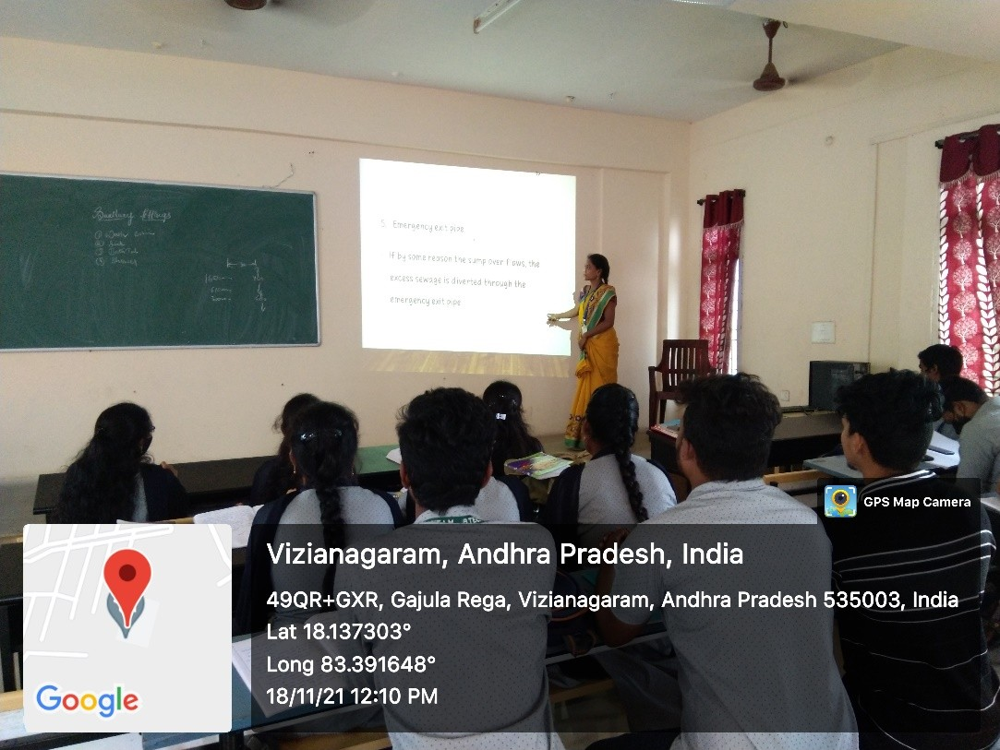 5. Emergency exit pipe
If by some reason the sump over flows, the
excess sewage is diverted through the
emergency exit pipe
GPS Map Camera
Vizianagaram, Andhra Pradesh, India
49QR+GXR, Gajula Rega, Vizianagaram, Andhra Pradesh 535003, India
Lat 18.137303°
Long 83.391648°
18/11/21 12:10 PM
Google